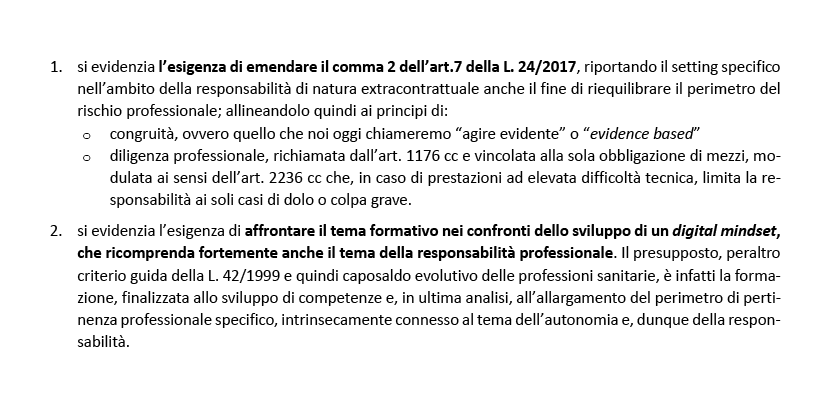 1. si evidenzia l’esigenza di emendare il comma 2 dell’art.7 della L. 24/2017, riportando il setting specifico
nell’ambito della responsabilità di natura extracontrattuale anche il fine di riequilibrare il perimetro del
rischio professionale; allineandolo quindi ai principi di:
o congruità, ovvero quello che noi oggi chiameremo “agire evidente” o “evidence based”
o diligenza professionale, richiamata dall’art. 1176 cc e vincolata alla sola obbligazione di mezzi, mo-
dulata ai sensi dell’art. 2236 cc che, in caso di prestazioni ad elevata difficoltà tecnica, limita la re-
sponsabilità ai soli casi di dolo o colpa grave.
2. si evidenzia l’esigenza di affrontare il tema formativo nei confronti dello sviluppo di un digital mindset,
che ricomprenda fortemente anche il tema della responsabilità professionale. Il presupposto, peraltro
criterio guida della L. 42/1999 e quindi caposaldo evolutivo delle professioni sanitarie, è infatti la forma-
zione, finalizzata allo sviluppo di competenze e, in ultima analisi, all’allargamento del perimetro di perti-
nenza professionale specifico, intrinsecamente connesso al tema dell’autonomia e, dunque della respon-
sabilità.